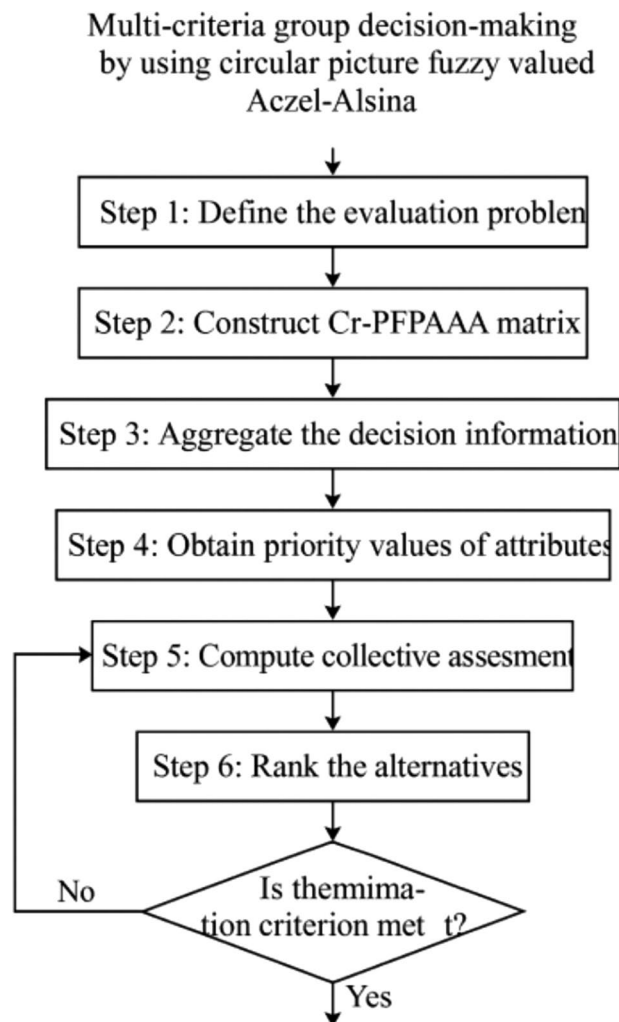 Multi-criteria group decision-making
by using circular picture fuzzy valued
Aczel-Alsina
Step 1: Define the evaluation problen
Step 2: Construct Cr-PFPAAA matrix
Step 3: Aggregate the decision information
Step 4: Obtain priority values of attributes
Step 5: Compute collective assesment
Step 6: Rank the alternatives
No
Is themmima-
tion criterion met t?
Yes